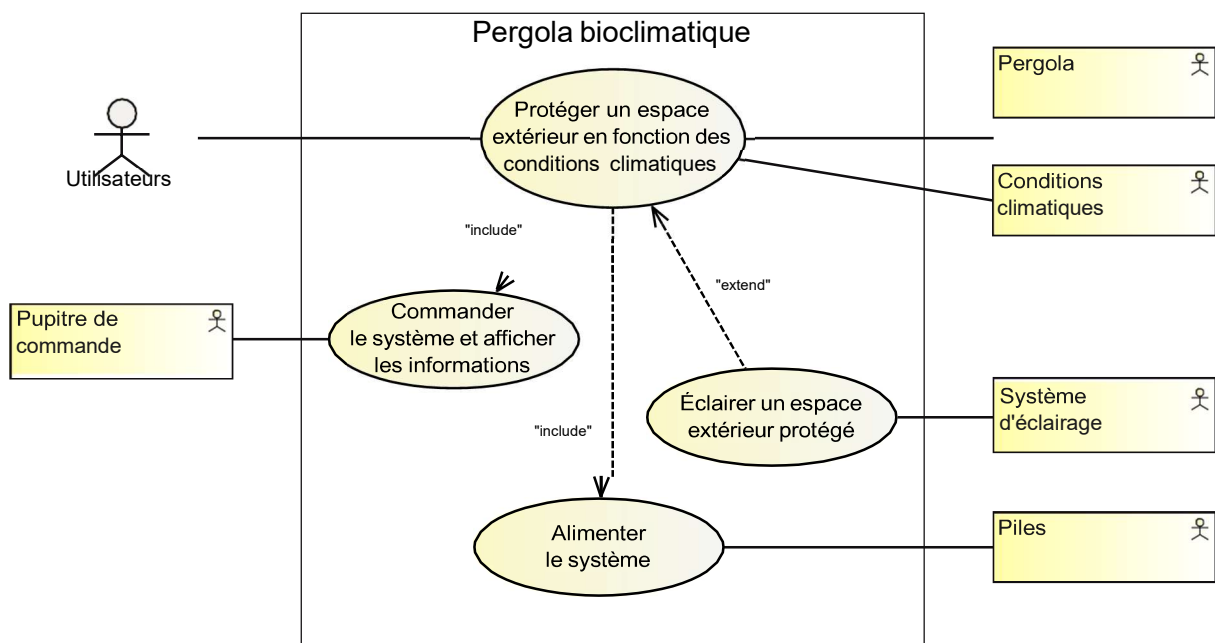 Pergola bioclimatique
Pergola
Protéger un espace
extérieur en fonction des
conditions climatiques
Utilisateurs
Conditions
climatiques
"include"
"extend"
Pupitre de
commande
Commander
le système et afficher
les informations
Éclairer un espace
extérieur protégé
Système
d'éclairage
"include"
Alimenter
le système
Piles